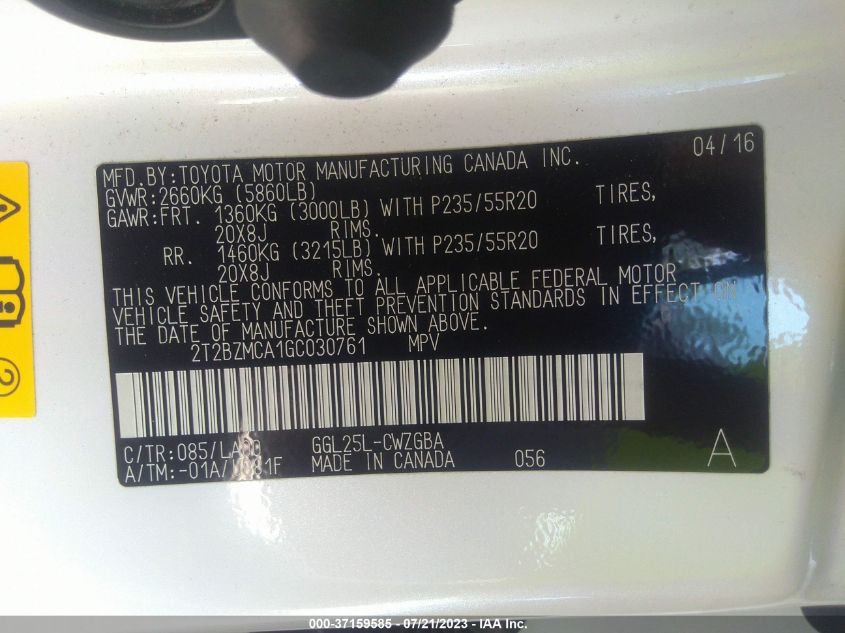 MFD.BY:TOYOTA MOTOR MANUFACTURING CANADA INC. 04/16
GVWR:2660KG (5860LB)
GAWR:FRT. 1360KG (3000LB) WITH P235/55R20 TIRES,
20X8J RIMS.
RR. 1460KG (3215LB) WITH P235/55R20 TIRES,
20X8J RIMS.
THIS VEHICLE CONFORMS TO ALL APPLICABLE FEDERAL MOTOR
VEHICLE SAFETY AND THEFT PREVENTION STANDARDS IN EFFECT ON
THE DATE OF MANUFACTURE SHOWN ABOVE.
2T2BZMCA1GC030761 MPV
C/TR:085/ GGL25L-CWZGBA
A/TM:-01A/ MADE IN CANADA 056 A
2
000-37159585 - 07/21/2023 - IAA Inc.